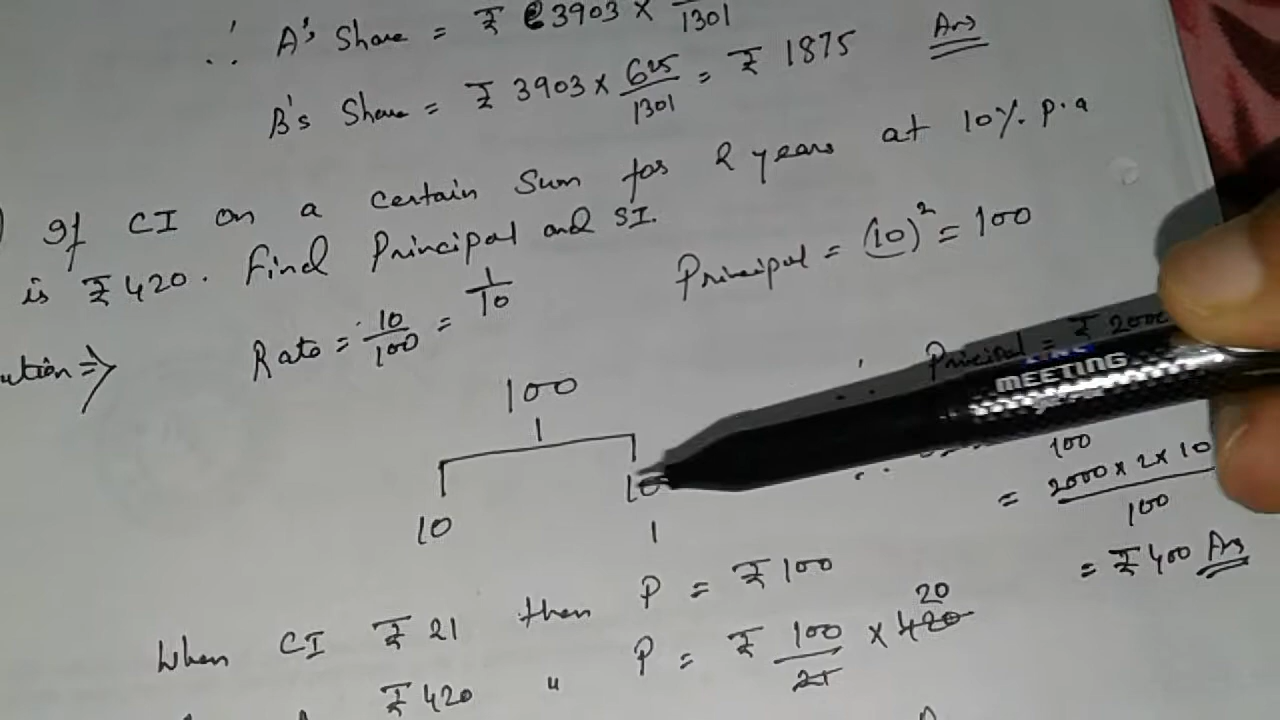 ∴ A's Share = ₹ 3903 × /1301
B's Share = ₹ 3903 × 625/1301 = ₹ 1875 Ans
) If CI on a certain Sum for 2 years at 10% p.a
is ₹ 420. Find Principal and SI.
ution ⇒ Rate = 10/100 = 1/10
Principal = (10)² = 100
100
∴ Principal = ₹ 2000
10 10
1
100
= 2000 × 2 × 10/100
= ₹ 400 Ans
When CI ₹ 21 then P = ₹ 100
₹ 420 " P = ₹ 100/21 × 420 20
MEETING